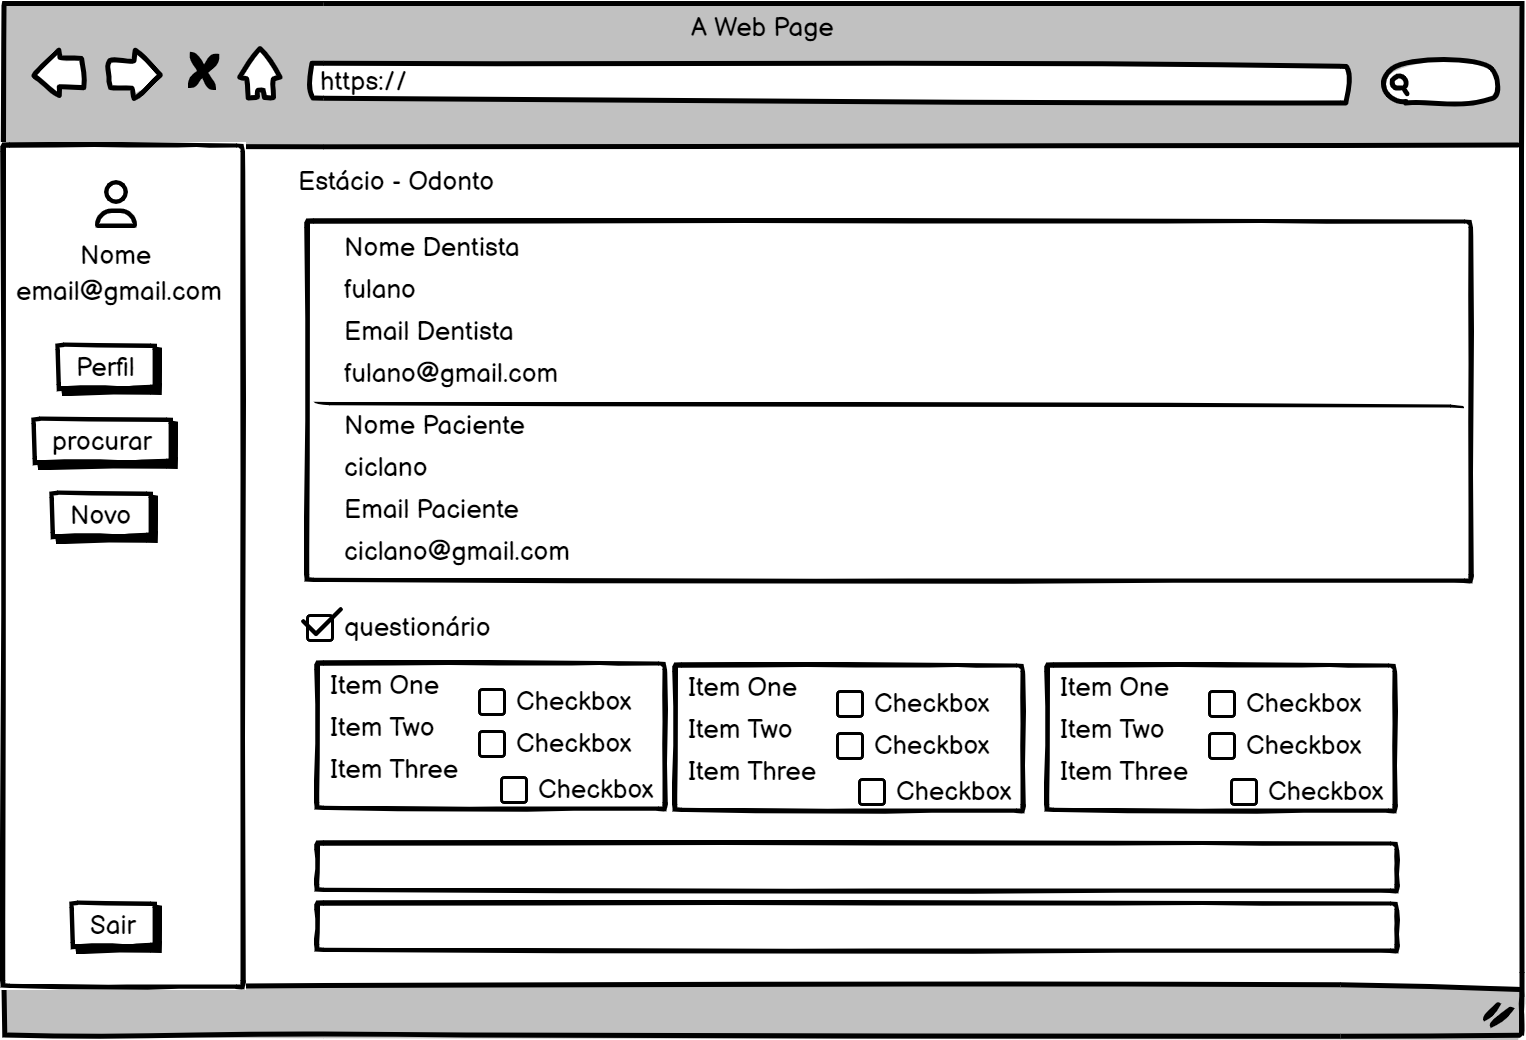 A Web Page
https://
Nome
email@gmail.com
Perfil
procurar
Novo
Sair
Estácio - Odonto
Nome Dentista
fulano
Email Dentista
fulano@gmail.com
Nome Paciente
ciclano
Email Paciente
ciclano@gmail.com
questionário
Item One
Checkbox
Item Two
Checkbox
Item Three
Checkbox
Item One
Checkbox
Item Two
Checkbox
Item Three
Checkbox
Item One
Checkbox
Item Two
Checkbox
Item Three
Checkbox